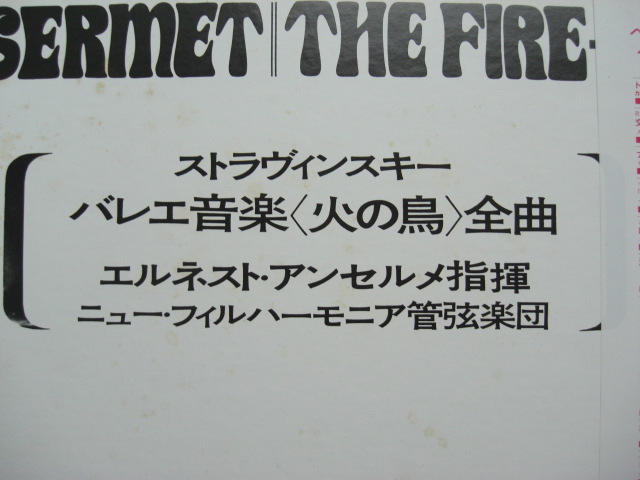 SERMET || THE FIRE-
ストラヴィンスキー
バレエ音楽〈火の鳥〉全曲
エルネスト・アンセルメ指揮
ニュー・フィルハーモニア管弦楽団